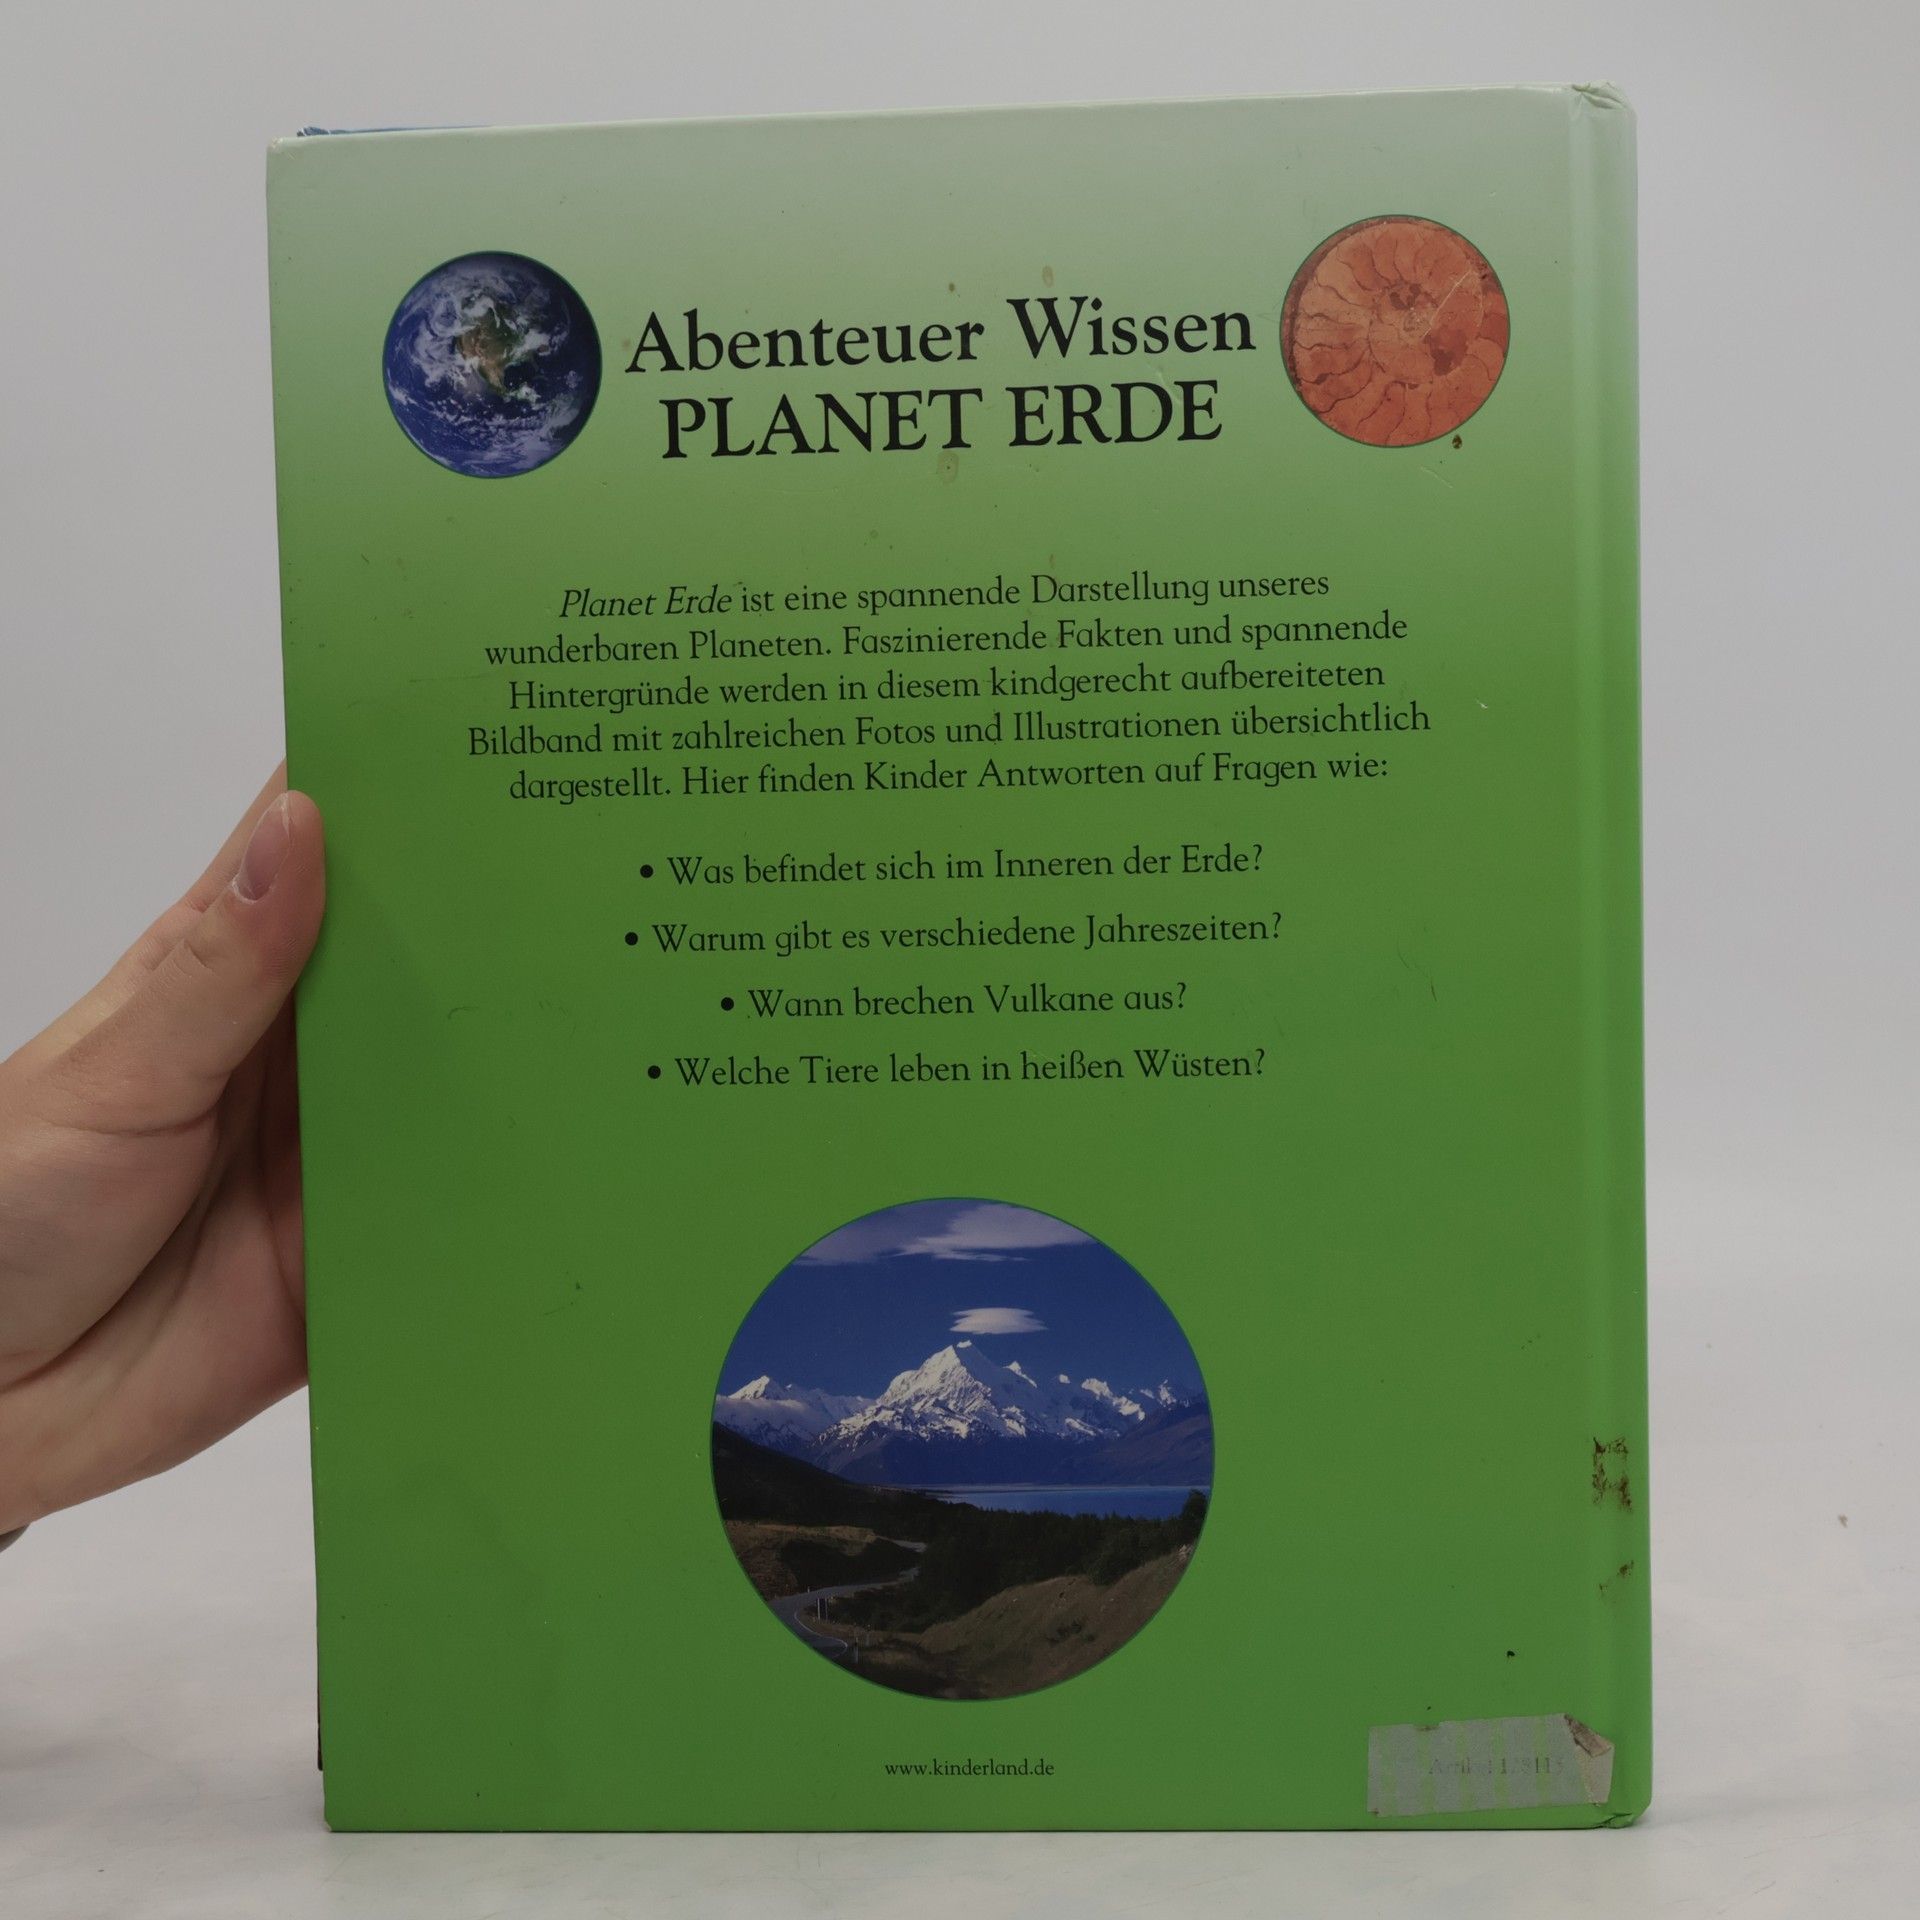 Abenteuer Wissen
PLANET ERDE
Planet Erde ist eine spannende Darstellung unseres
wunderbaren Planeten. Faszinierende Fakten und spannende
Hintergründe werden in diesem kindgerecht aufbereiteten
Bildband mit zahlreichen Fotos und Illustrationen übersichtlich
dargestellt. Hier finden Kinder Antworten auf Fragen wie:
• Was befindet sich im Inneren der Erde?
• Warum gibt es verschiedene Jahreszeiten?
• Wann brechen Vulkane aus?
• Welche Tiere leben in heißen Wüsten?
www.kinderland.de